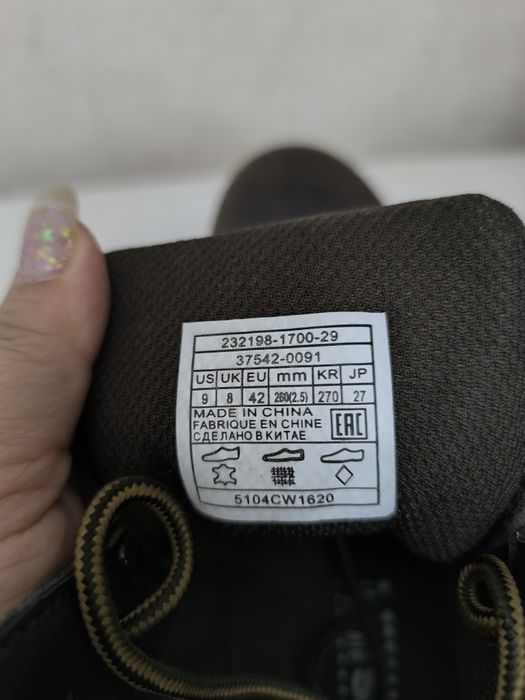 232198-1700-29
37542-0091
US UK EU mm KR JP
9 8 42 260(2.5) 270 27
MADE IN CHINA
FABRIQUE EN CHINE
СДЕЛАНО В КИТАЕ
EAC
5104CW1620